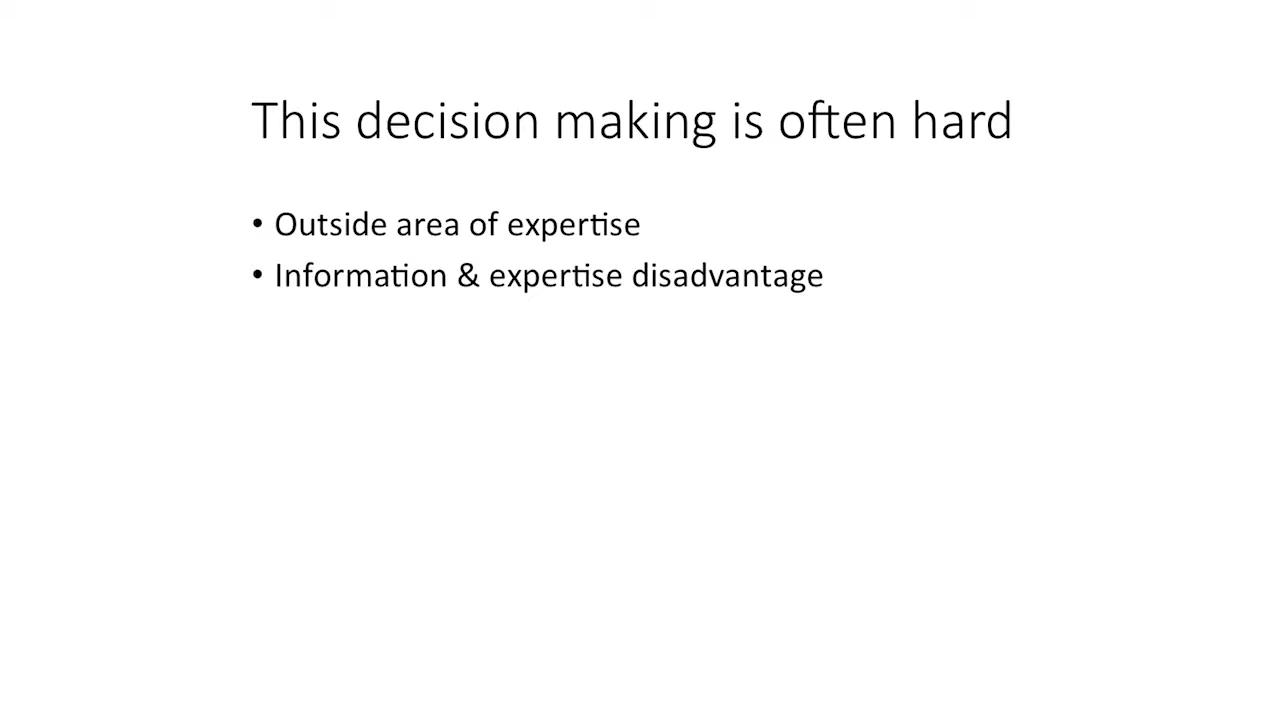 This decision making is often hard
• Outside area of expertise
• Information & expertise disadvantage